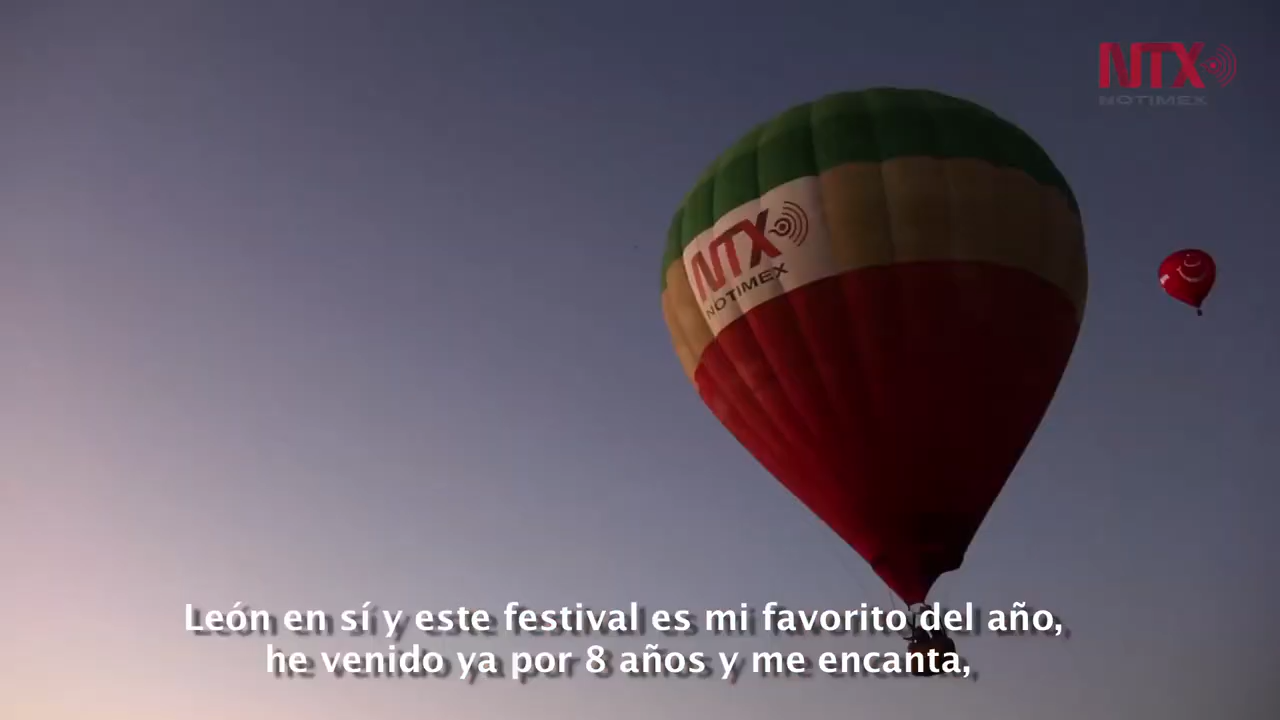 NTX
NOTIMEX
NTX
NOTIMEX
León en sí y este festival es mi favorito del año,
he venido ya por 8 años y me encanta,